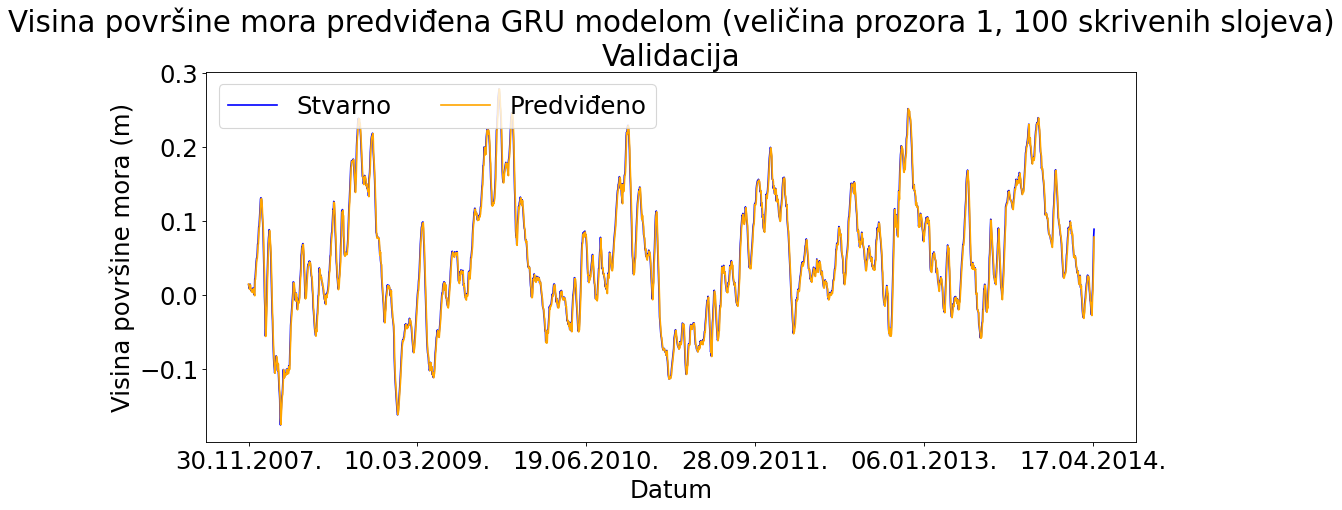 Visina površine mora predviđena GRU modelom (veličina prozora 1, 100 skrivenih slojeva)
Validacija
Stvarno
Predviđeno
Visina površine mora (m)
0.3
0.2
0.1
0.0
−0.1
30.11.2007.
10.03.2009.
19.06.2010.
28.09.2011.
06.01.2013.
17.04.2014.
Datum